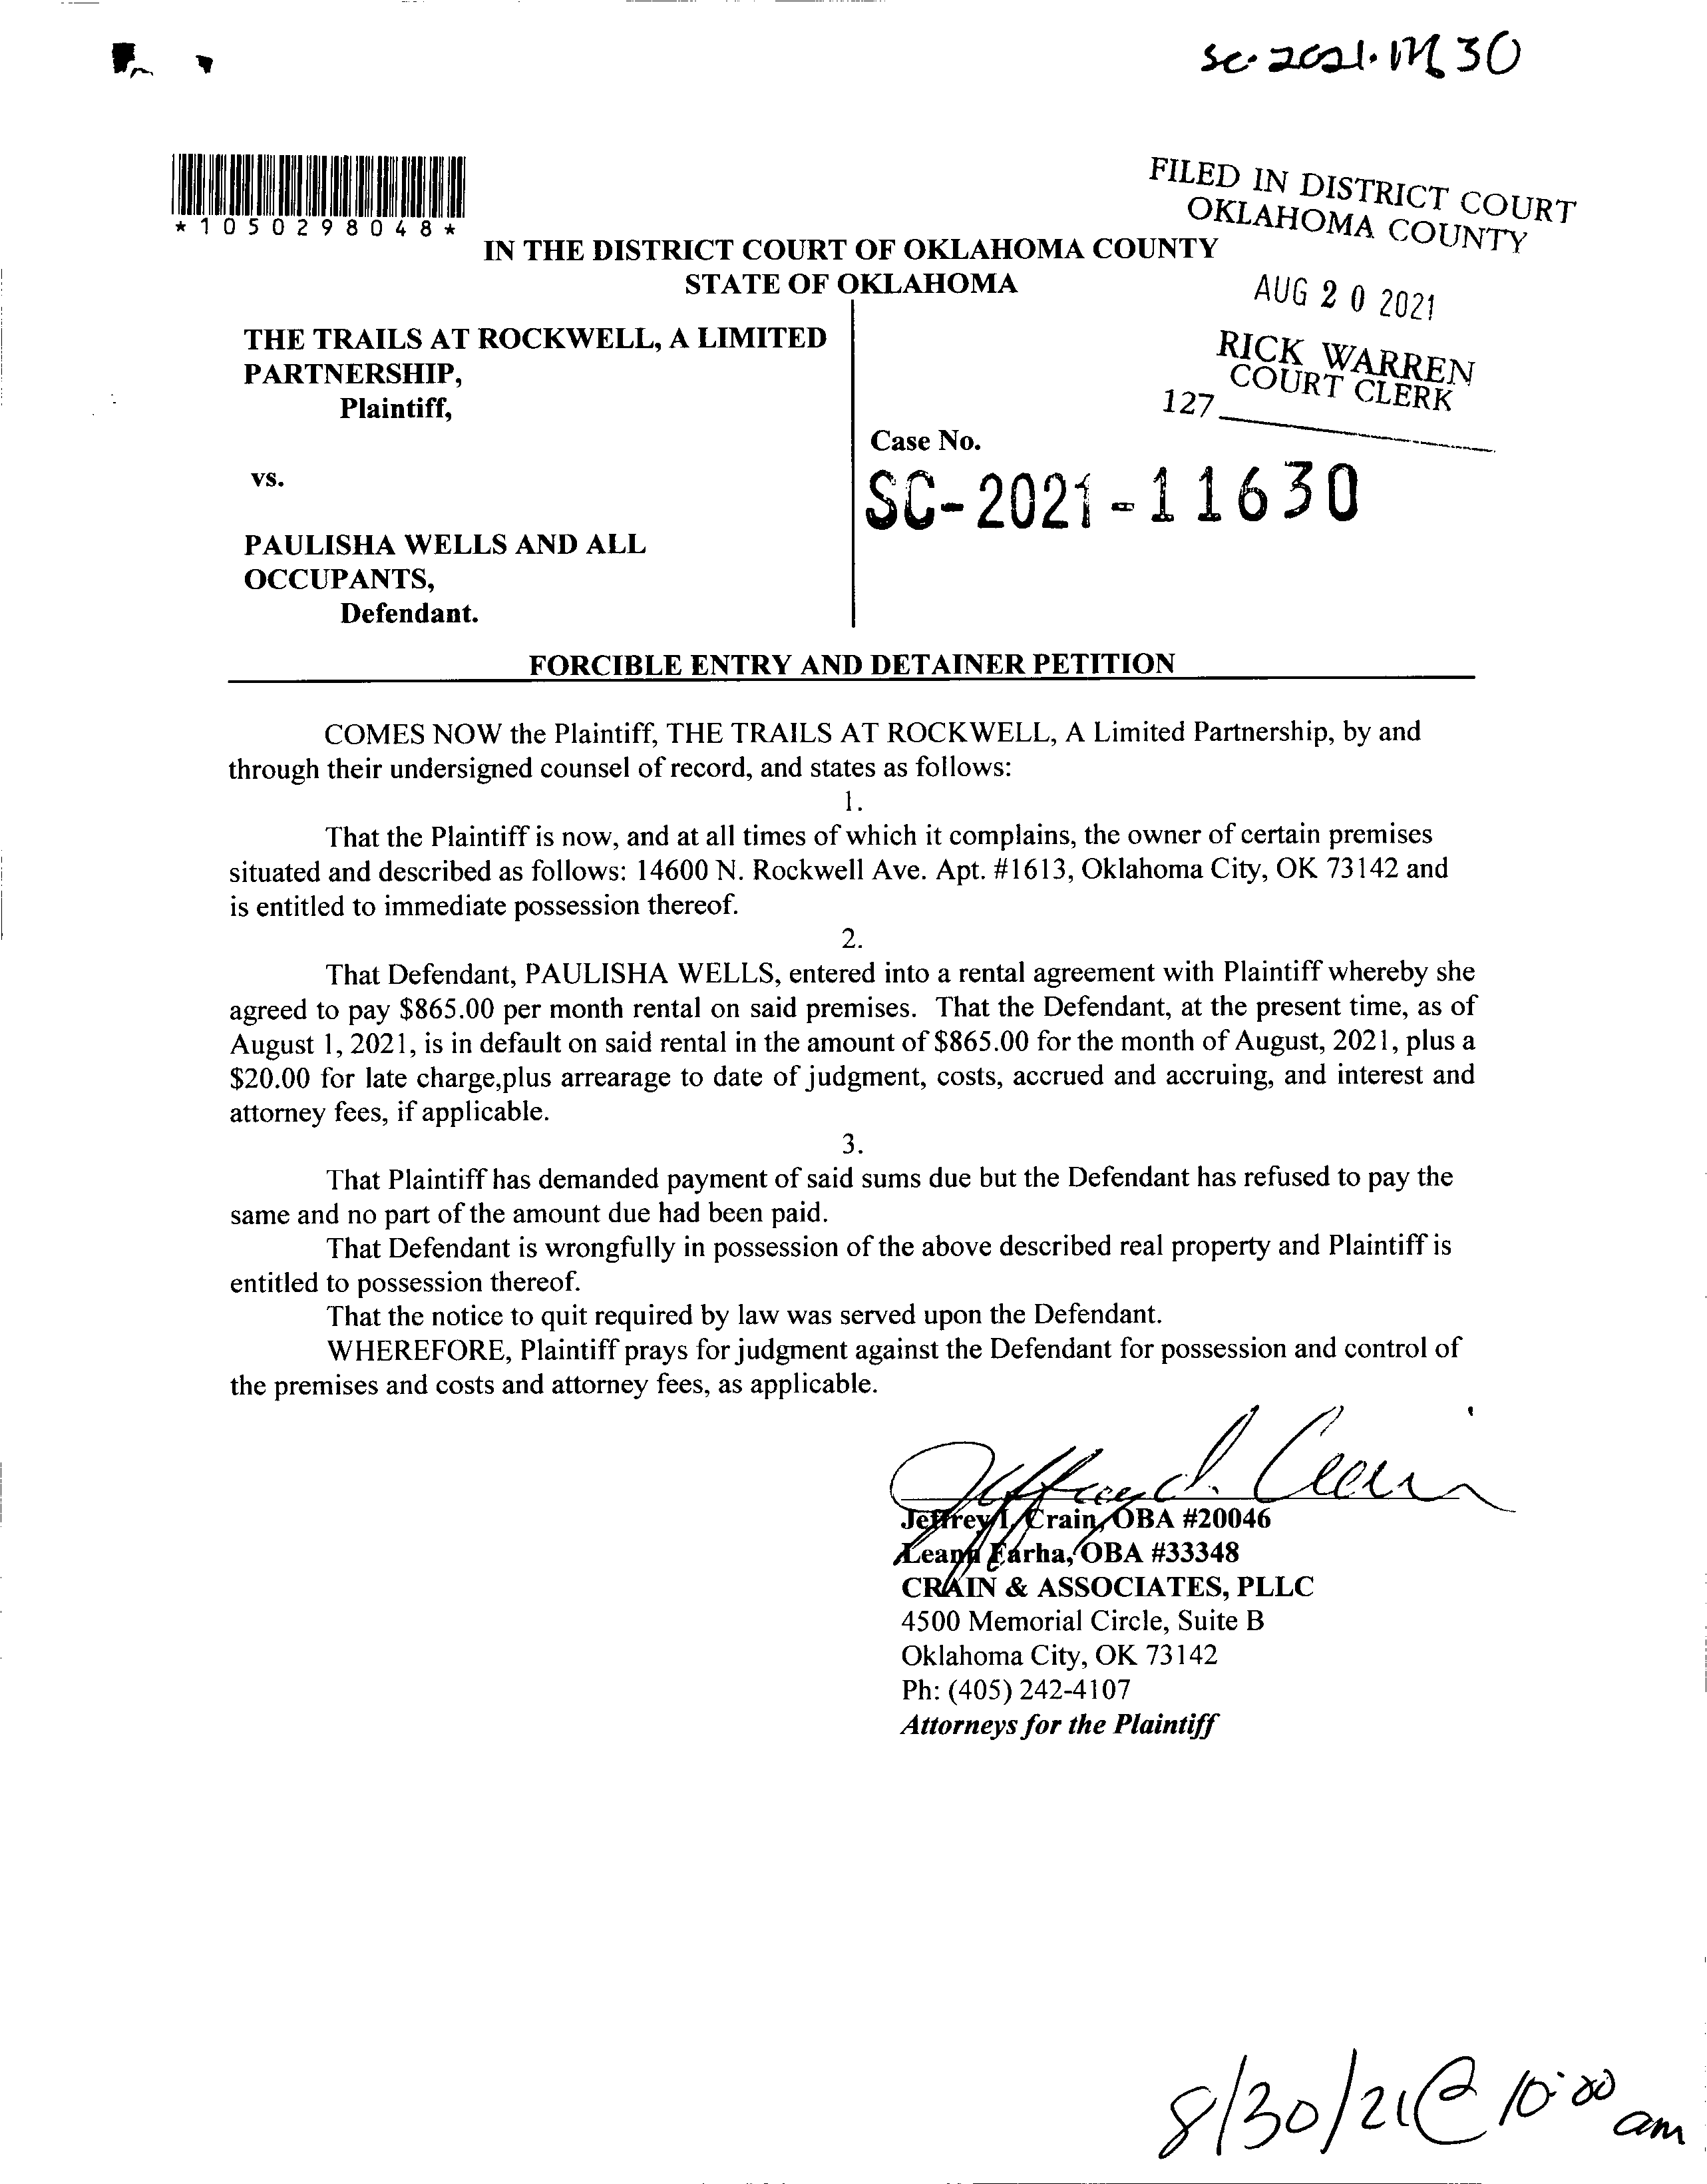 SC-2021-11630
*1050298048*
FILED IN DISTRICT COURT
OKLAHOMA COUNTY
IN THE DISTRICT COURT OF OKLAHOMA COUNTY
STATE OF OKLAHOMA
AUG 20 2021
RICK WARREN
COURT CLERK
127
THE TRAILS AT ROCKWELL, A LIMITED
PARTNERSHIP,
Plaintiff,
vs.
PAULISHA WELLS AND ALL
OCCUPANTS,
Defendant.
Case No.
SC-2021-11630
FORCIBLE ENTRY AND DETAINER PETITION
COMES NOW the Plaintiff, THE TRAILS AT ROCKWELL, A Limited Partnership, by and
through their undersigned counsel of record, and states as follows:
1.
That the Plaintiff is now, and at all times of which it complains, the owner of certain premises
situated and described as follows: 14600 N. Rockwell Ave. Apt. #1613, Oklahoma City, OK 73142 and
is entitled to immediate possession thereof.
2.
That Defendant, PAULISHA WELLS, entered into a rental agreement with Plaintiff whereby she
agreed to pay $865.00 per month rental on said premises. That the Defendant, at the present time, as of
August 1, 2021, is in default on said rental in the amount of $865.00 for the month of August, 2021, plus a
$20.00 for late charge,plus arrearage to date of judgment, costs, accrued and accruing, and interest and
attorney fees, if applicable.
3.
That Plaintiff has demanded payment of said sums due but the Defendant has refused to pay the
same and no part of the amount due had been paid.
That Defendant is wrongfully in possession of the above described real property and Plaintiff is
entitled to possession thereof.
That the notice to quit required by law was served upon the Defendant.
WHEREFORE, Plaintiff prays for judgment against the Defendant for possession and control of
the premises and costs and attorney fees, as applicable.
Jeffrey I. Crain
Jeffrey I. Crain, OBA #20046
Leann Farha, OBA #33348
CRAIN & ASSOCIATES, PLLC
4500 Memorial Circle, Suite B
Oklahoma City, OK 73142
Ph: (405) 242-4107
Attorneys for the Plaintiff
8/30/21 @ 10:00 am